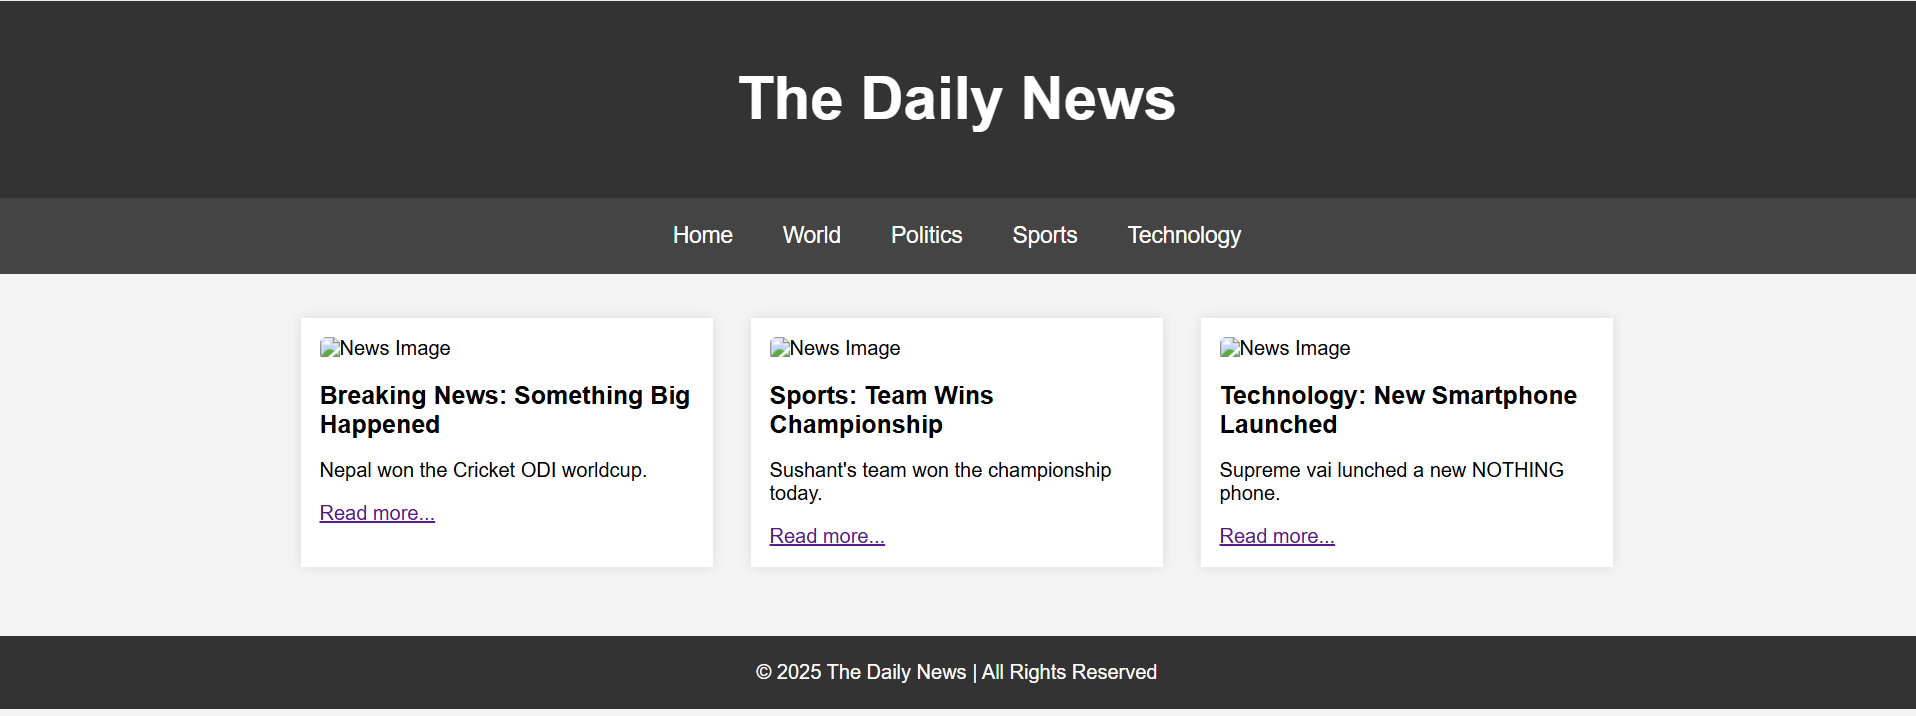 The Daily News
Home World Politics Sports Technology
News Image
Breaking News: Something Big
Happened
Nepal won the Cricket ODI worldcup.
Read more...
News Image
Sports: Team Wins
Championship
Sushant's team won the championship
today.
Read more...
News Image
Technology: New Smartphone
Launched
Supreme vai lunched a new NOTHING
phone.
Read more...
© 2025 The Daily News | All Rights Reserved